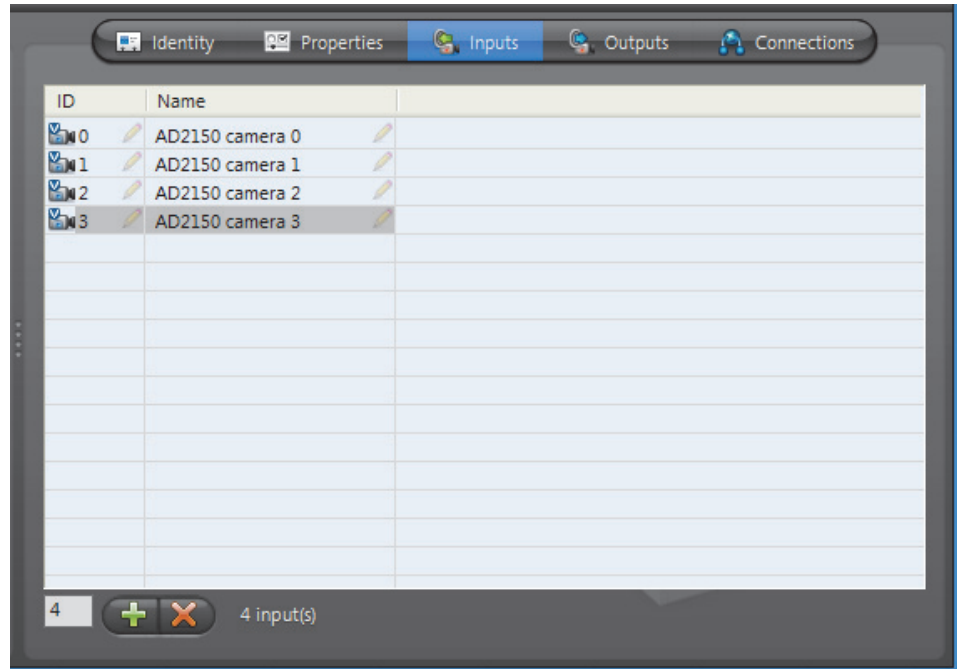 Identity Properties Inputs Outputs Connections
ID Name
0 AD2150 camera 0
1 AD2150 camera 1
2 AD2150 camera 2
3 AD2150 camera 3
4 4 input(s)